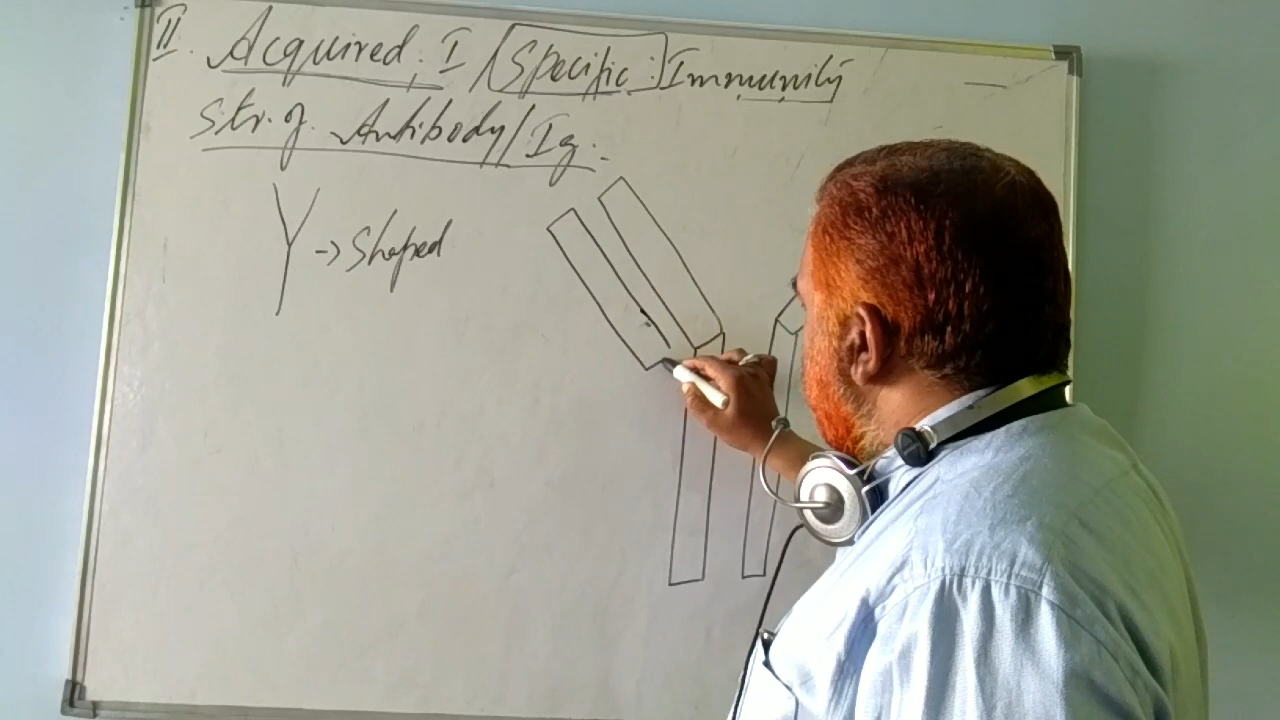 II. Acquired. I / Specific: Immunity
Str. of. Antibody/Ig.
Y -> Shaped